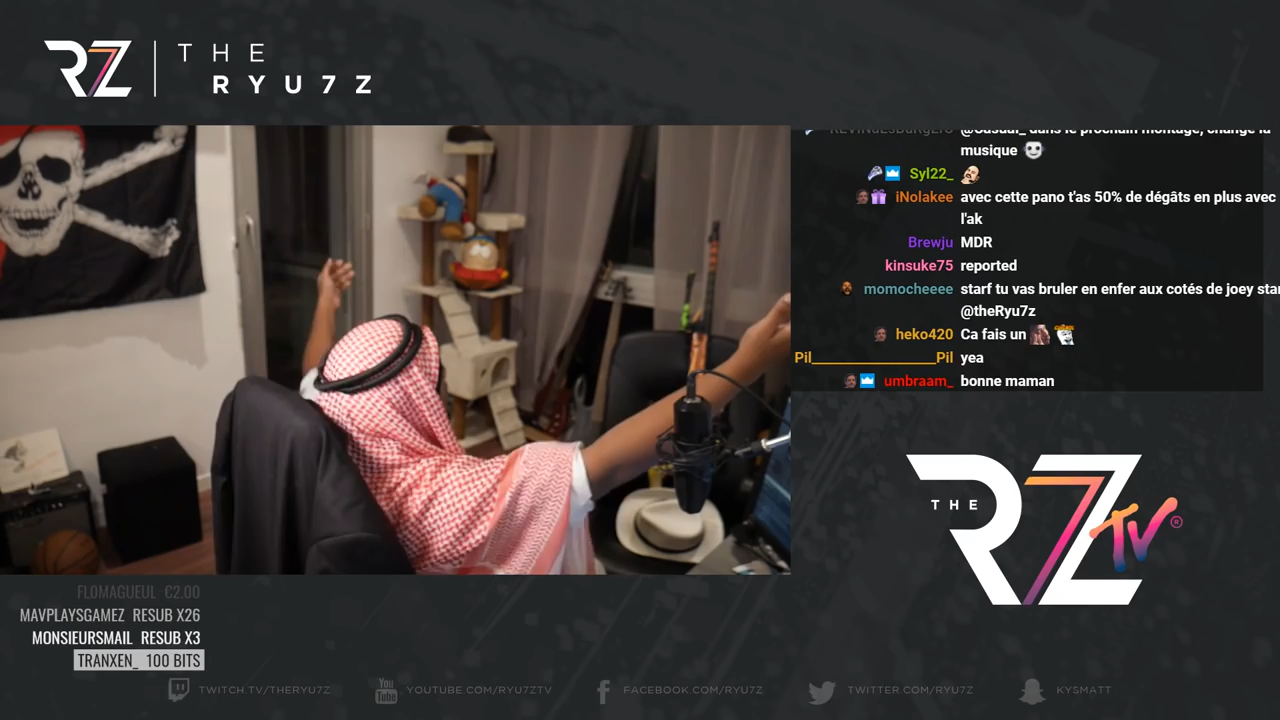 RZ THE
RYU7Z
@Casual_ dans le prochain montage, change la
musique
Syl22_
iNolakee avec cette pano t'as 50% de dégâts en plus avec
l'ak
Brewju MDR
kinsuke75 reported
momocheeee starf tu vas bruler en enfer aux cotés de joey star
@theRyu7z
heko420 Ca fais un
Pil________________Pil yea
umbraam_ bonne maman
THE RZ TV ®
FLOMAGUEUL €2.00
MAVPLAYSGAMEZ RESUB X26
MONSIEURSMAIL RESUB X3
TRANXEN_ 100 BITS
TWITCH.TV/THERYU7Z You Tube YOUTUBE.COM/RYU7ZTV FACEBOOK.COM/RYU7Z TWITTER.COM/RYU7Z KYSMATT